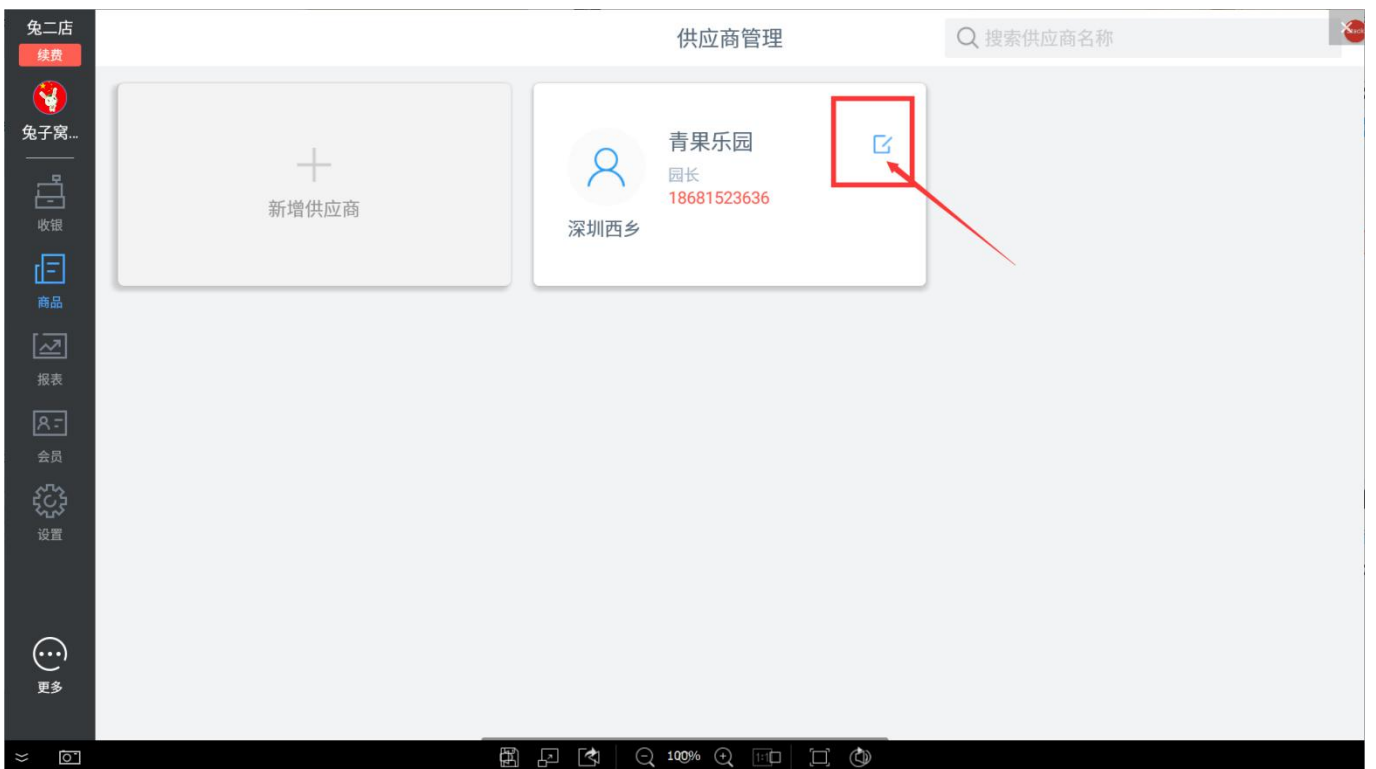 兔二店
续费
兔子窝...
收银
商品
报表
会员
设置
更多
供应商管理
搜索供应商名称
新增供应商
青果乐园
园长
18681523636
深圳西乡
100%
1:1